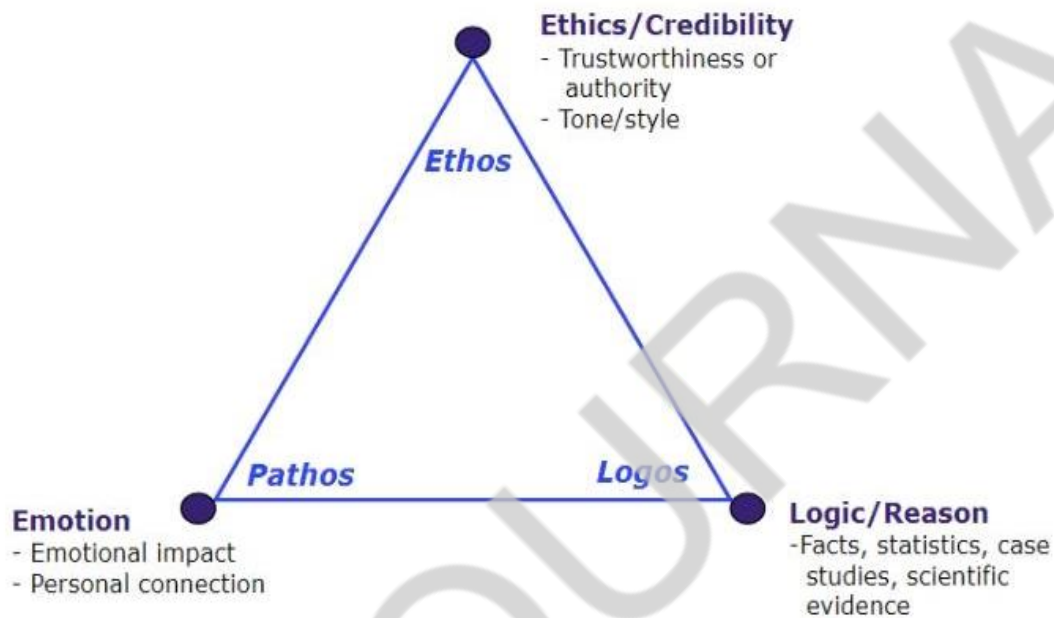 Ethics/Credibility
- Trustworthiness or
authority
- Tone/style
Ethos
Pathos
Logos
Emotion
- Emotional impact
- Personal connection
Logic/Reason
-Facts, statistics, case
studies, scientific
evidence
OURNA